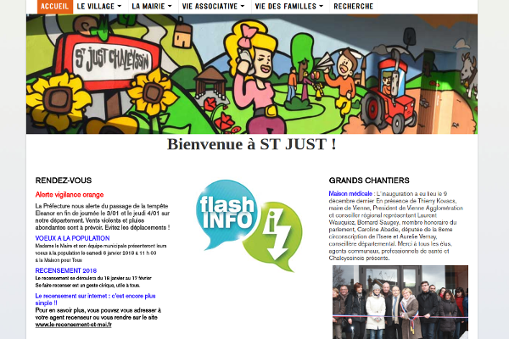 ACCUEIL LE VILLAGE LA MAIRIE VIE ASSOCIATIVE VIE DES FAMILLES RECHERCHE
ST JUST CHALEYSSIN
Bienvenue à ST JUST !
RENDEZ-VOUS
Alerte vigilance orange
La Préfecture nous alerte du passage de la tempête
Eleanor en fin de journée le 3/01 et le jeudi 4/01 sur
notre département. Vents violents et pluies
abondantes sont à prévoir. Evitez les déplacements !
VOEUX A LA POPULATION
Madame le Maire et son équipe municipale présenteront leurs
voeux à la population le samedi 6 janvier 2018 à 11 h 00
à la Maison pour Tous
RECENSEMENT 2018
Le recensement se déroulera du 18 janvier au 17 février
Se faire recenser est un geste civique, utile à tous.
Le recensement sur internet : c'est encore plus
simple !!
Pour en savoir plus, vous pouvez vous adresser à
votre agent recenseur ou vous rendre sur le site
www.le-recensement-et-moi.fr
flash
INFO
i
GRANDS CHANTIERS
Maison médicale : L'inauguration a eu lieu le 9
décembre dernier. En présence de Thierry Kovacs,
maire de Vienne, Président de Vienne Agglomération
et conseiller régional représentant Laurent
Wauquiez, Bernard Saugey, membre honoraire du
parlement, Caroline Abadie, députée de la 8eme
circonscription de l'Isère et Aurelie Vernay,
conseillère départemental. Merci à tous les élus,
agents communaux, professionnels de santé et
Chaleyssinois présents.